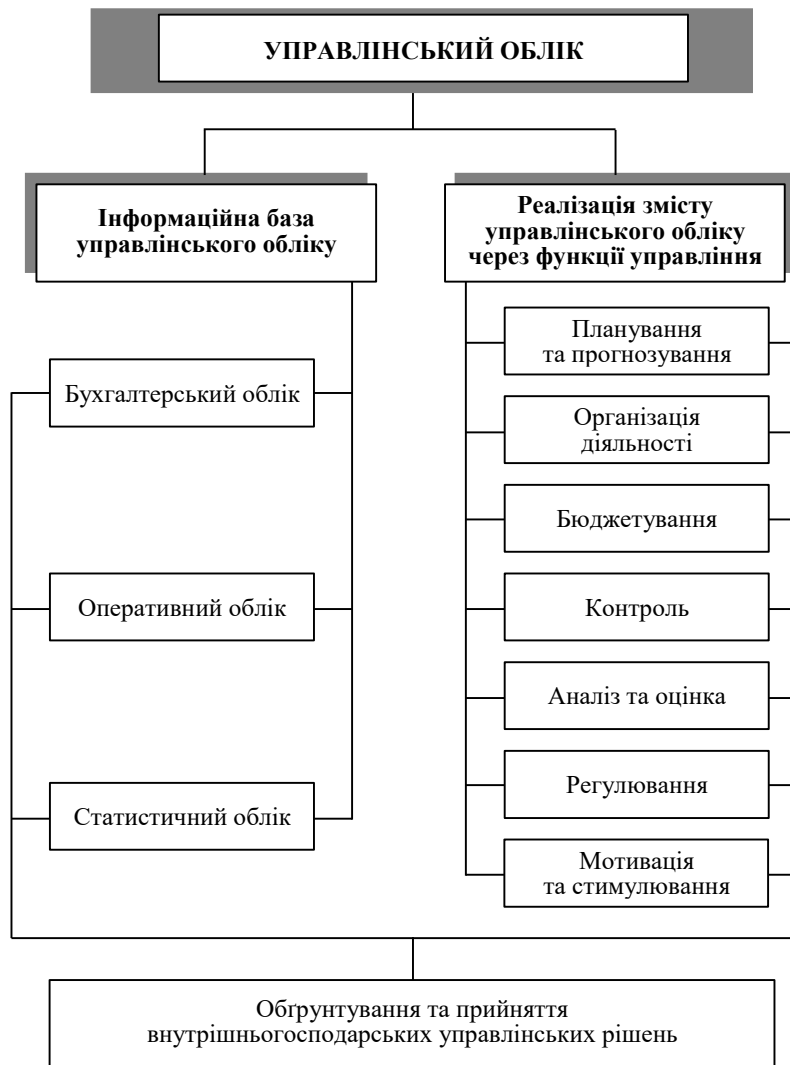 УПРАВЛІНСЬКИЙ ОБЛІК
Інформаційна база
управлінського обліку
Бухгалтерський облік
Оперативний облік
Статистичний облік
Реалізація змісту
управлінського обліку
через функції управління
Планування
та прогнозування
Організація
діяльності
Бюджетування
Контроль
Аналіз та оцінка
Регулювання
Мотивація
та стимулювання
Обґрунтування та прийняття
внутрішньогосподарських управлінських рішень